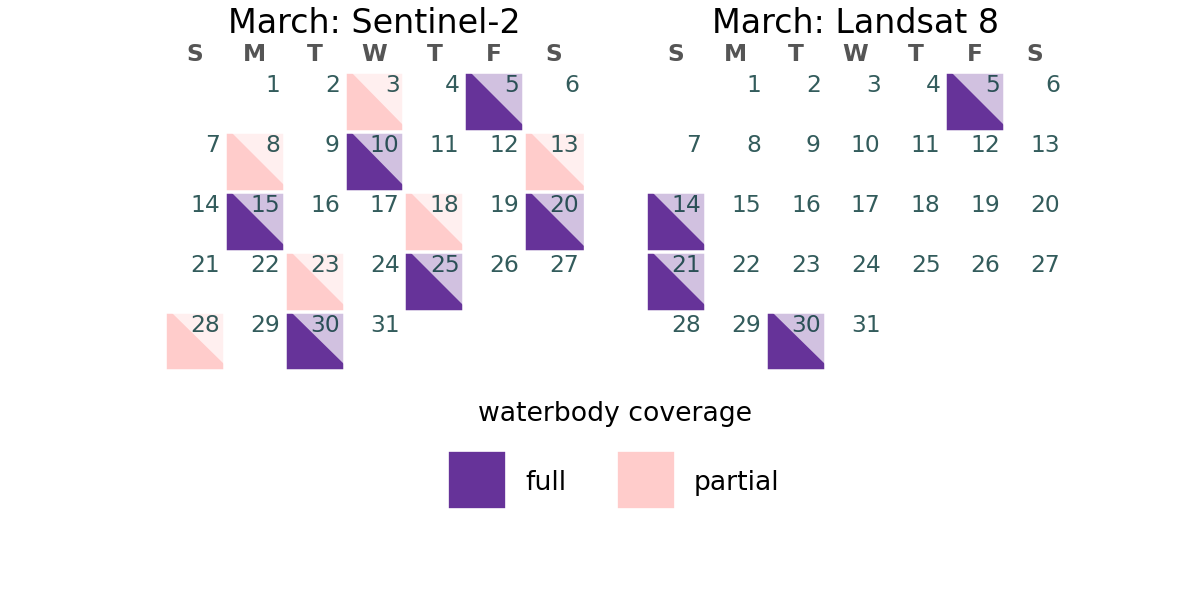 March: Sentinel-2
S M T W T F S
1 2 3 4 5 6
7 8 9 10 11 12 13
14 15 16 17 18 19 20
21 22 23 24 25 26 27
28 29 30 31
March: Landsat 8
S M T W T F S
1 2 3 4 5 6
7 8 9 10 11 12 13
14 15 16 17 18 19 20
21 22 23 24 25 26 27
28 29 30 31
waterbody coverage
full
partial